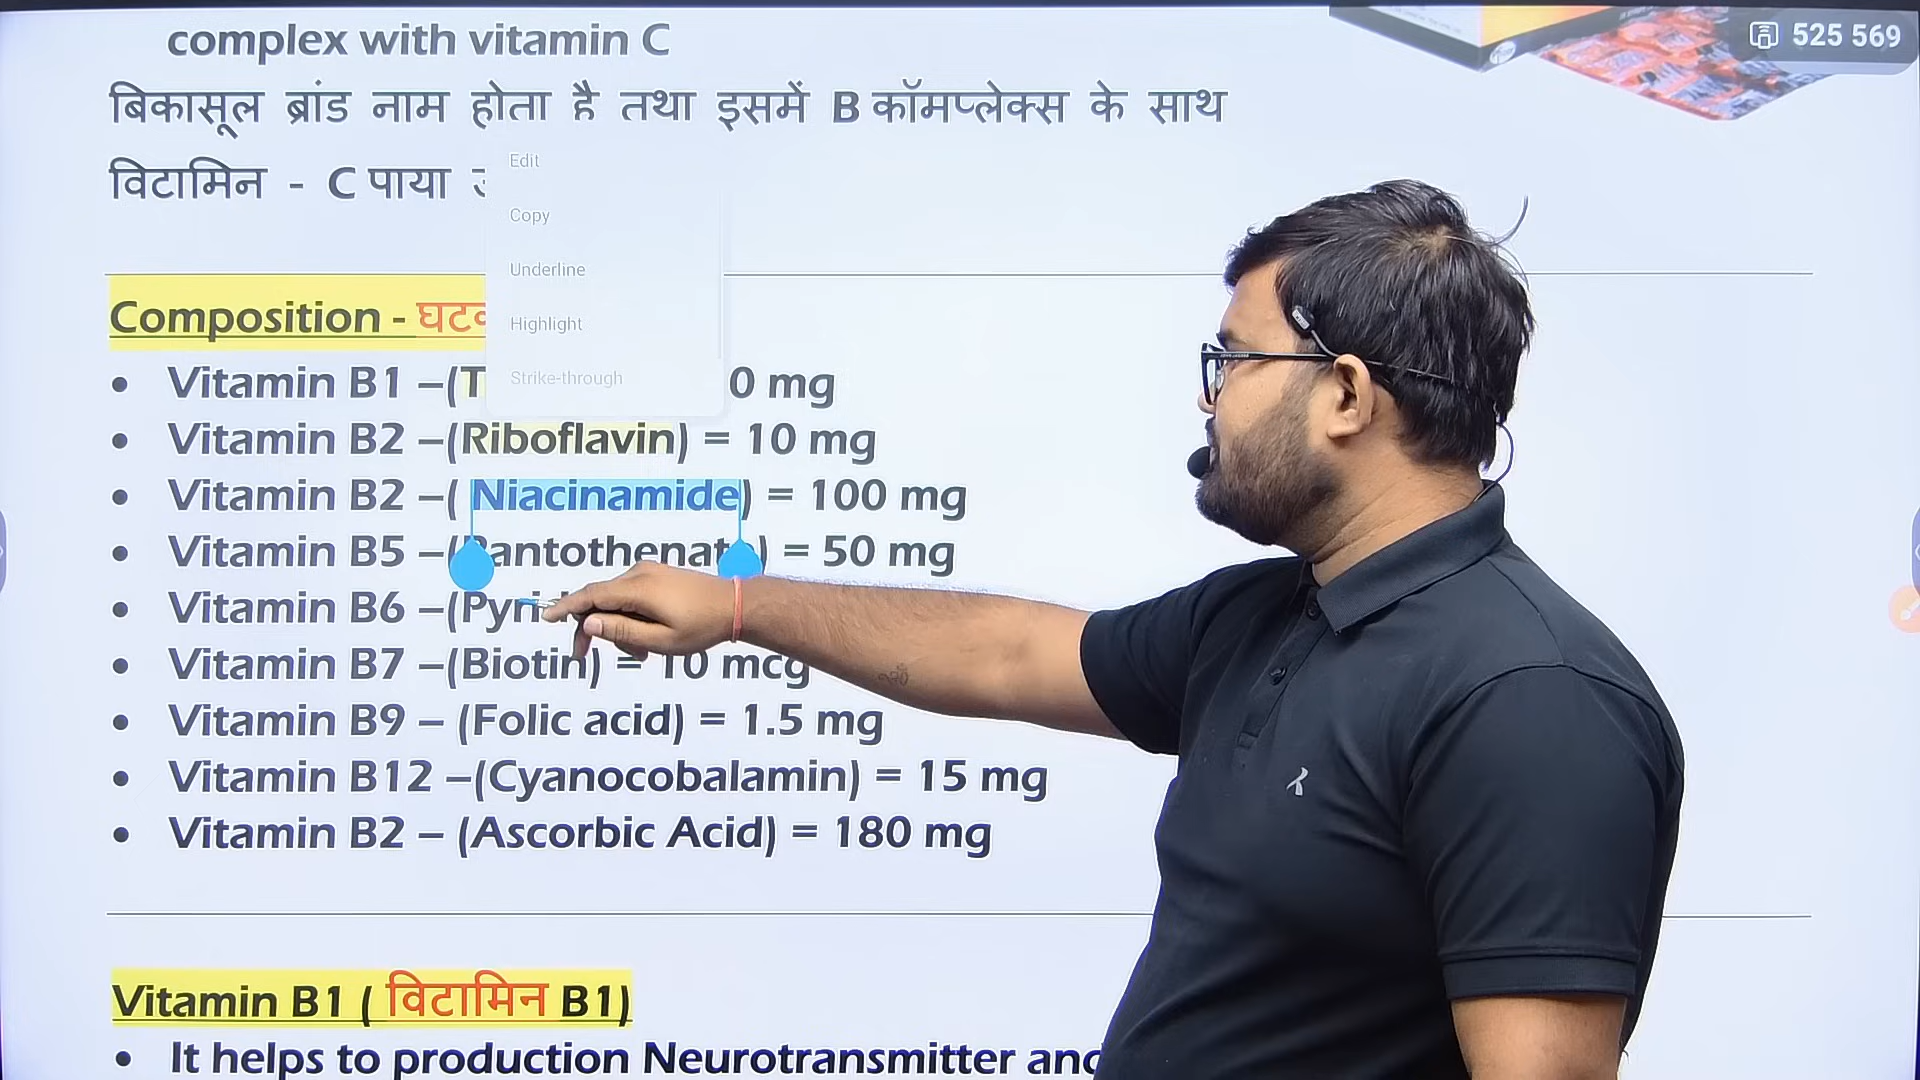 complex with vitamin C
525 569
बिकासूल ब्रांड नाम होता है तथा इसमें B कॉमप्लेक्स के साथ
विटामिन - C पाया
Edit
Copy
Underline
Highlight
Strike-through
Composition -
• Vitamin B1 –(T 0 mg
• Vitamin B2 –(Riboflavin) = 10 mg
• Vitamin B2 –( Niacinamide) = 100 mg
• Vitamin B5 –(Pantothenate) = 50 mg
• Vitamin B6 –(Pyri
• Vitamin B7 –(Biotin) = 10 mcg
• Vitamin B9 – (Folic acid) = 1.5 mg
• Vitamin B12 –(Cyanocobalamin) = 15 mg
• Vitamin B2 – (Ascorbic Acid) = 180 mg
Vitamin B1 ( विटामिन B1)
• It helps to production Neurotransmitter and